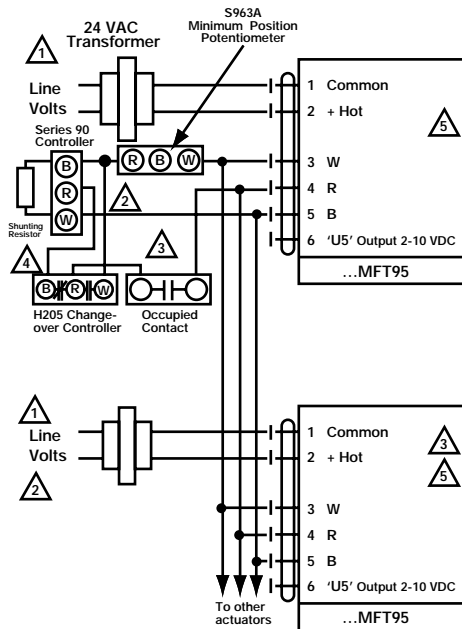 S963A
Minimum Position
Potentiometer
24 VAC
Transformer
1
Line
Volts
1 Common
2 + Hot
5
Series 90
Controller
B
R
W
R B W
3 W
4 R
5 B
6 'U5' Output 2-10 VDC
Shunting
Resistor
2
3
4
B R W
H205 Change-
over Controller
Occupied
Contact
...MFT95
1
Line
Volts
2
1 Common
2 + Hot
3
5
3 W
4 R
5 B
6 'U5' Output 2-10 VDC
To other
actuators
...MFT95